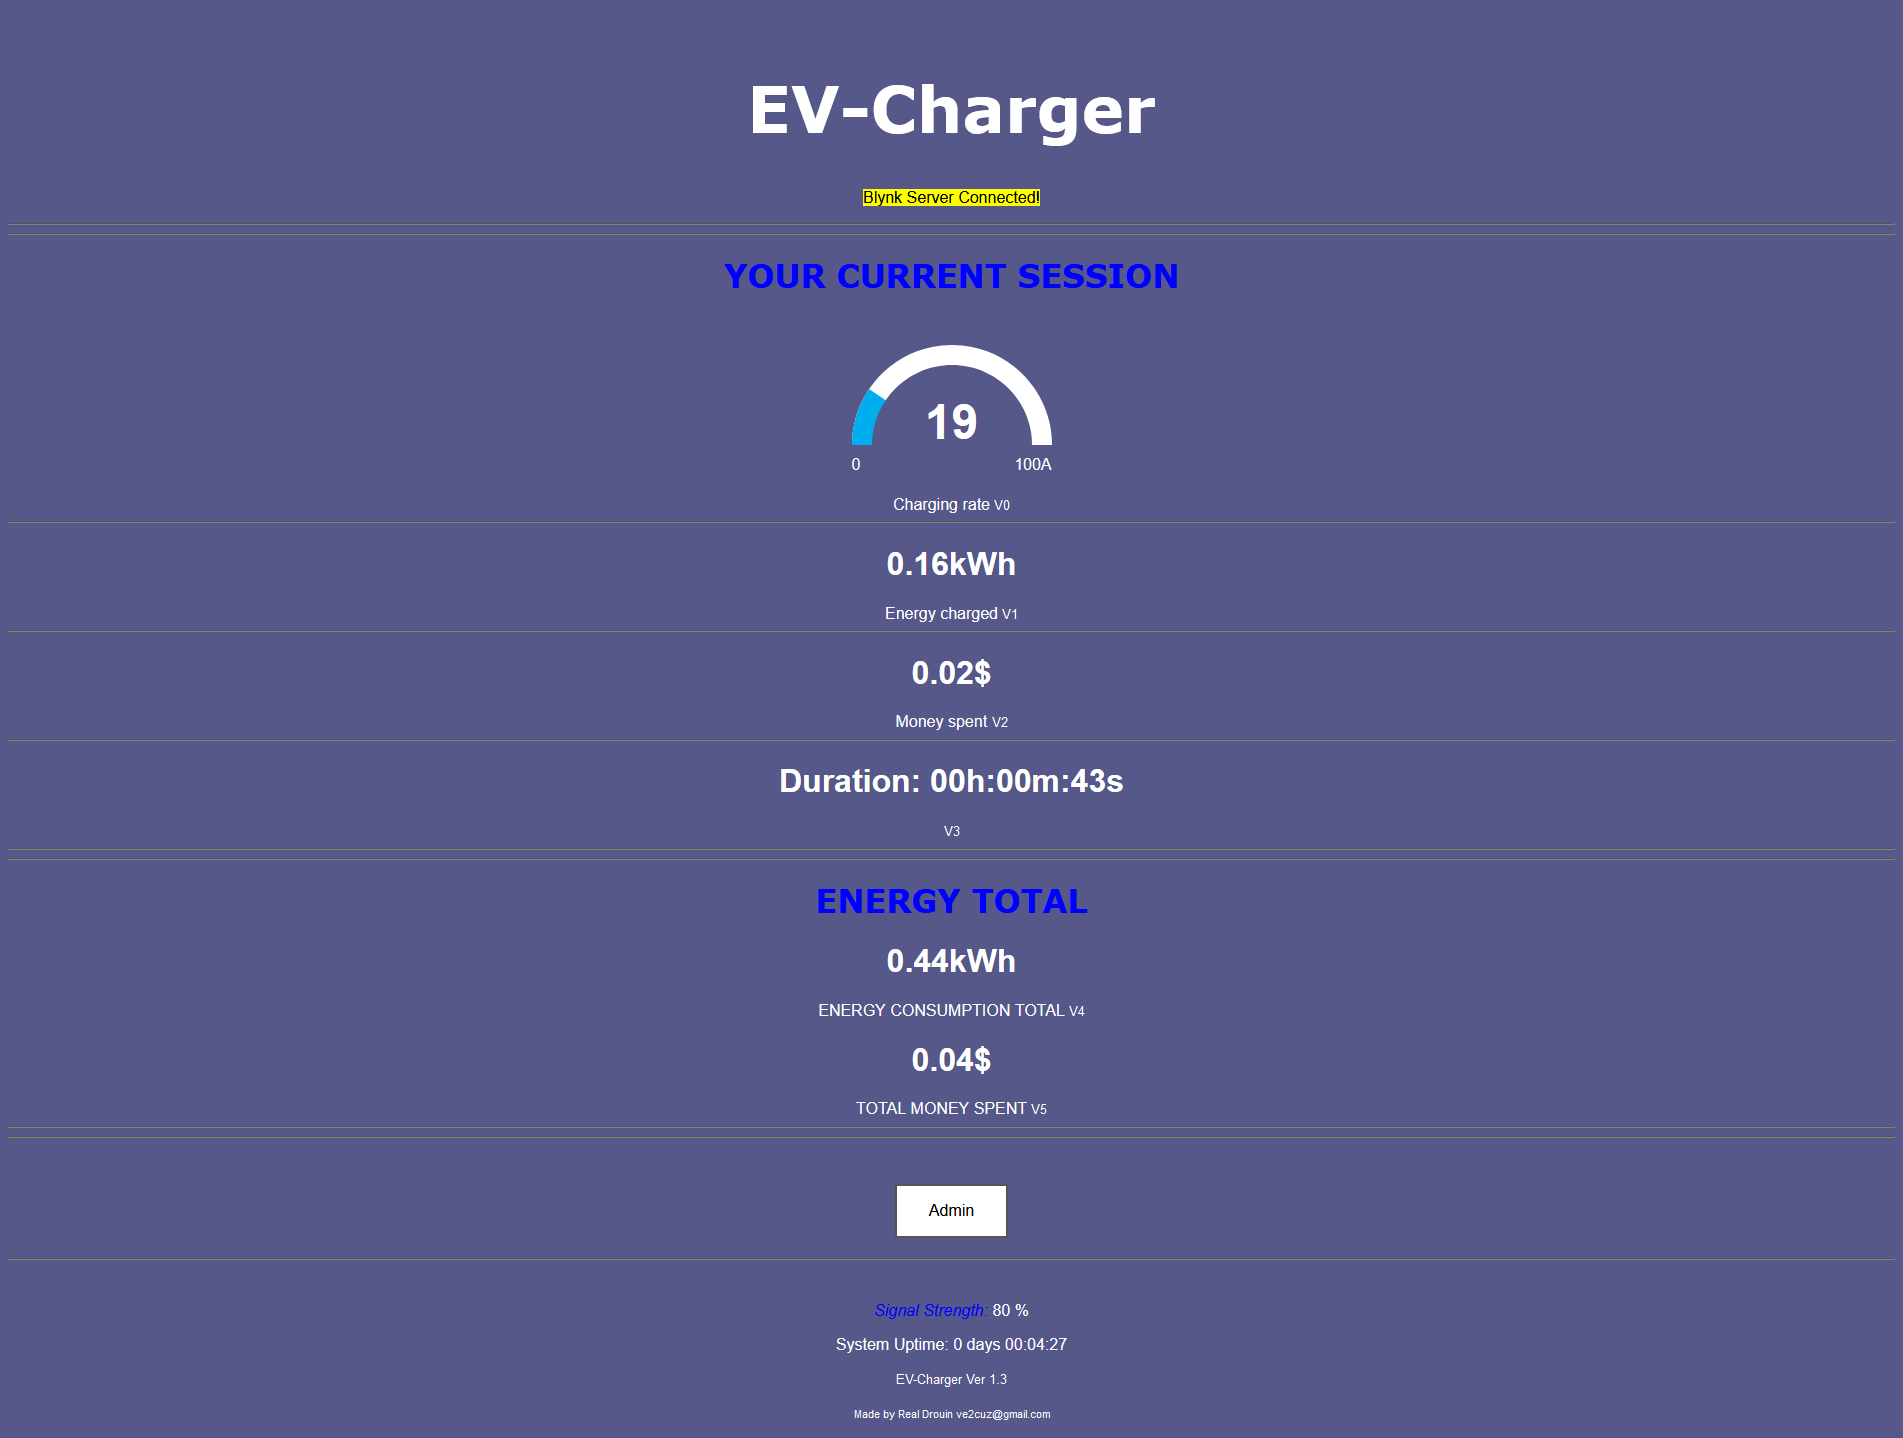 EV-Charger
Blynk Server Connected!
YOUR CURRENT SESSION
19
0 100A
Charging rate V0
0.16kWh
Energy charged V1
0.02$
Money spent V2
Duration: 00h:00m:43s
V3
ENERGY TOTAL
0.44kWh
ENERGY CONSUMPTION TOTAL V4
0.04$
TOTAL MONEY SPENT V5
Admin
Signal Strength: 80 %
System Uptime: 0 days 00:04:27
EV-Charger Ver 1.3
Made by Real Drouin ve2cuz@gmail.com